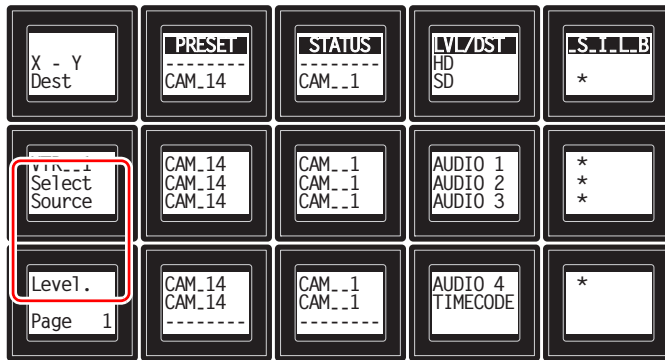 X - Y
Dest
PRESET
--------
CAM_14
STATUS
--------
CAM__1
LVL/DST
HD
SD
_S_I_L_B
*
VTR__1
Select
Source
CAM_14
CAM_14
CAM_14
CAM__1
CAM__1
CAM__1
AUDIO 1
AUDIO 2
AUDIO 3
*
*
*
Level.
Page 1
CAM_14
CAM_14
--------
CAM__1
CAM__1
--------
AUDIO 4
TIMECODE
*